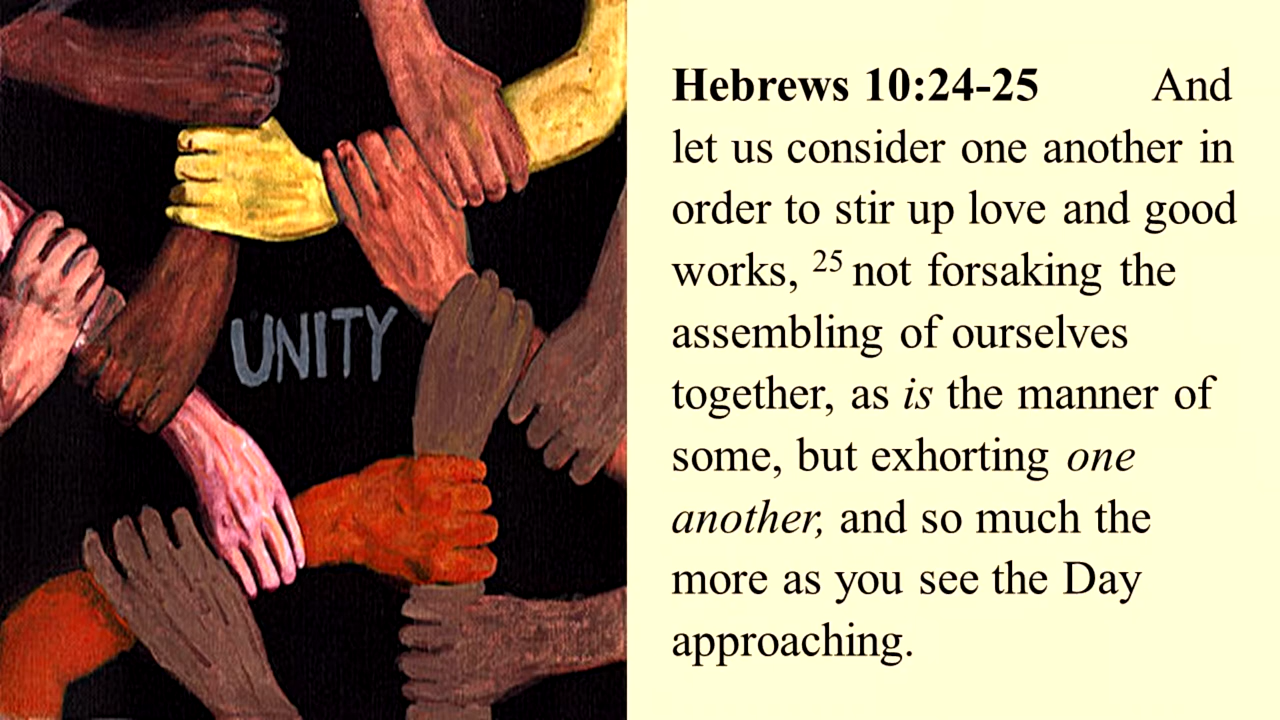 UNITY
Hebrews 10:24-25 And
let us consider one another in
order to stir up love and good
works, 25 not forsaking the
assembling of ourselves
together, as is the manner of
some, but exhorting one
another, and so much the
more as you see the Day
approaching.